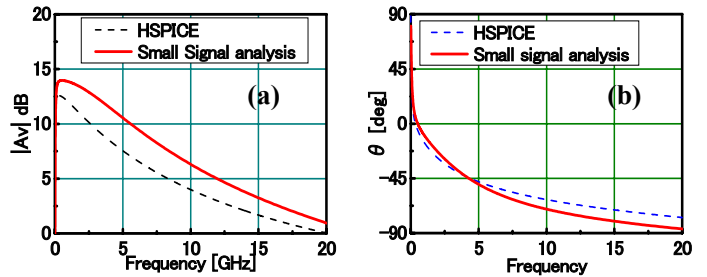 HSPICE
Small Signal analysis
(a)
|Av| dB
20
15
10
5
0
0
5
10
15
20
Frequency [GHz]
HSPICE
Small signal analysis
(b)
θ [deg]
90
45
0
-45
-90
0
5
10
15
20
Frequency